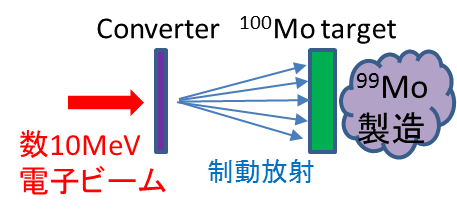 Converter
100Mo target
99Mo
製造
数10MeV
電子ビーム
制動放射